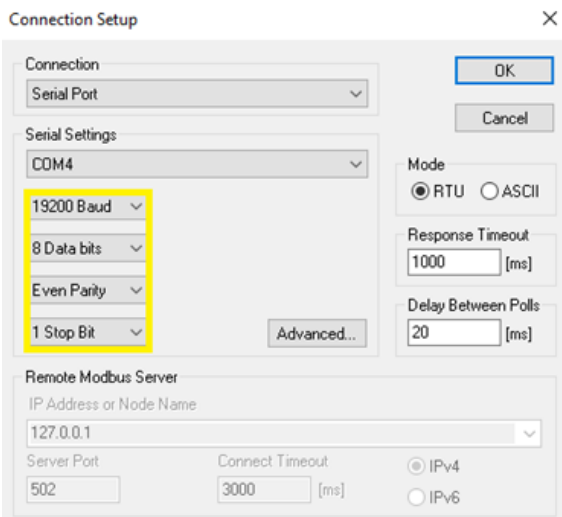 Connection Setup
Connection
OK
Serial Port
Cancel
Serial Settings
COM4
Mode
RTU ASCII
19200 Baud
8 Data bits
Response Timeout
1000 [ms]
Even Parity
Delay Between Polls
1 Stop Bit
Advanced...
20 [ms]
Remote Modbus Server
IP Address or Node Name
127.0.0.1
Server Port Connect Timeout
IPv4
502 3000 [ms]
IPv6